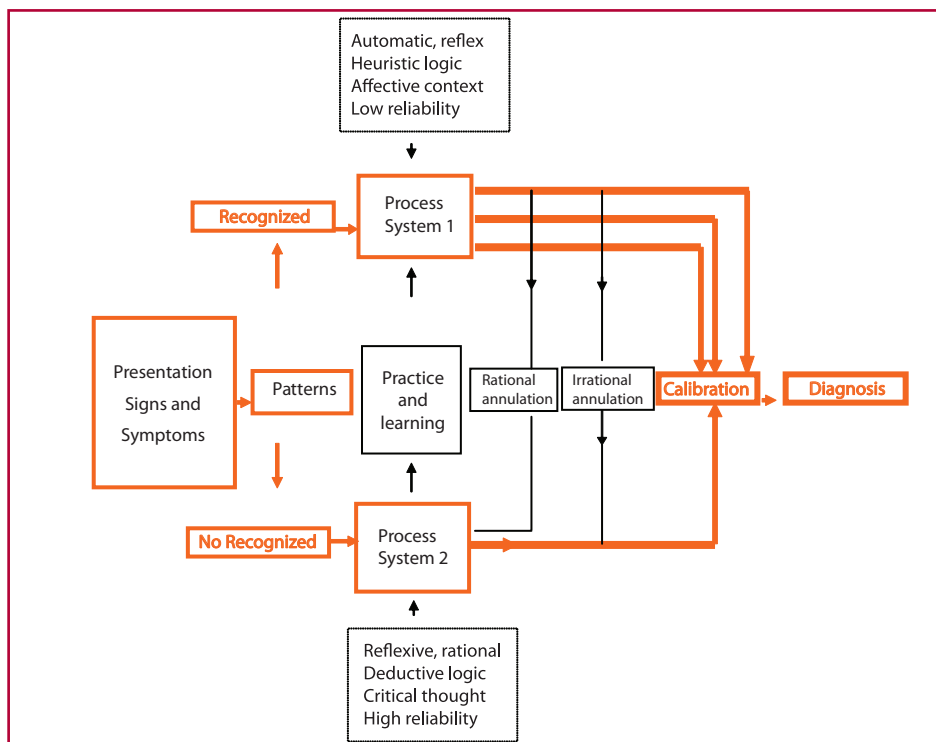 Automatic, reflex
Heuristic logic
Affective context
Low reliability
Recognized
Process
System 1
Presentation
Signs and
Symptoms
Patterns
Practice
and
learning
Rational
annulation
Irrational
annulation
Calibration
Diagnosis
No Recognized
Process
System 2
Reflexive, rational
Deductive logic
Critical thought
High reliability